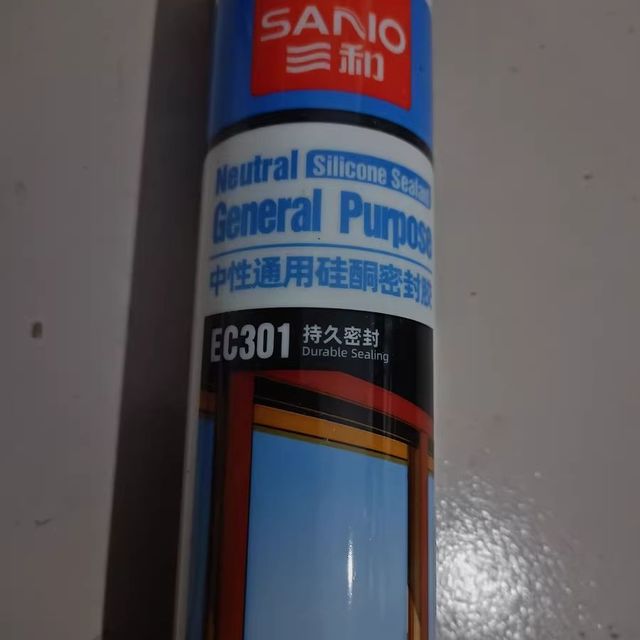 SANVO
三和
Neutral Silicone Sealant
General Purpose
中性通用硅酮密封胶
EC301 持久密封
Durable Sealing